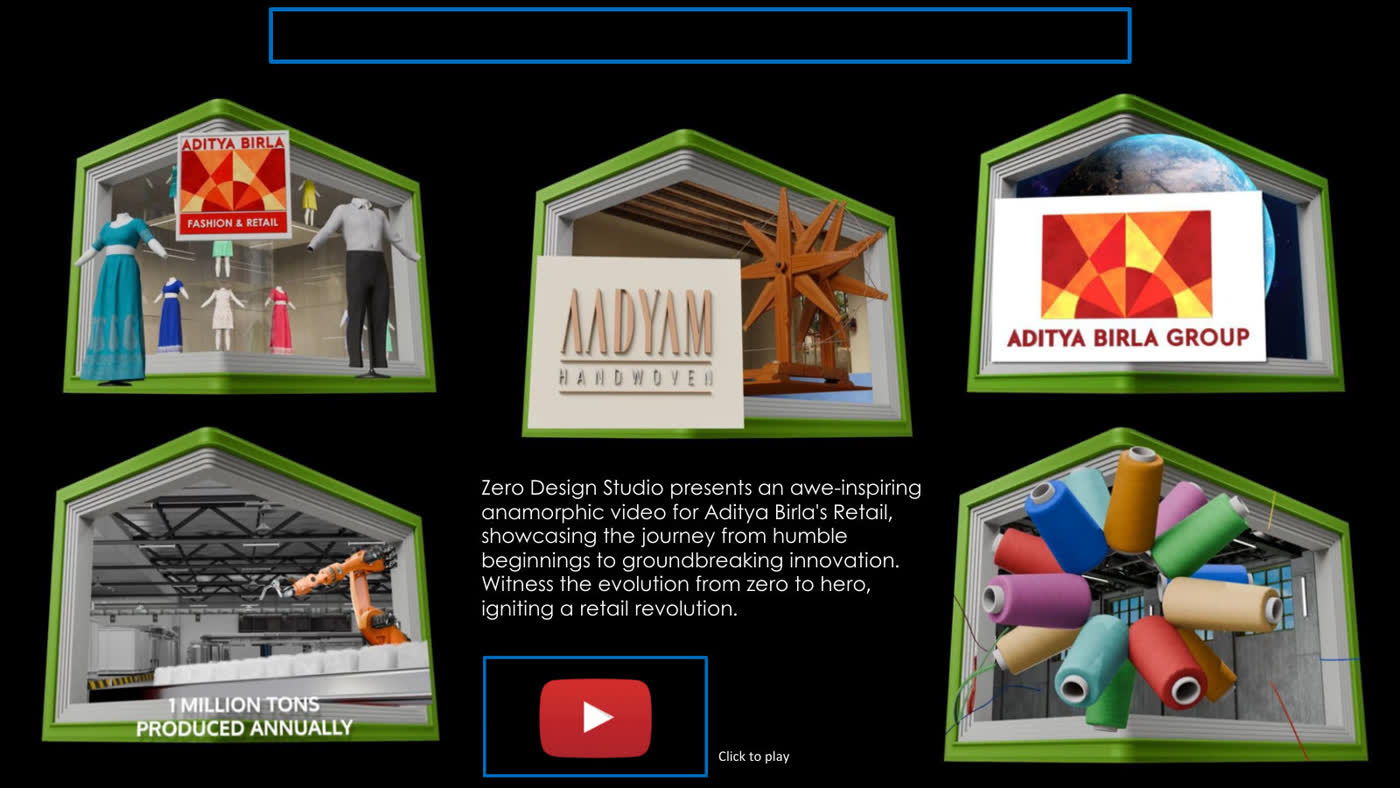 ADITYA BIRLA
FASHION & RETAIL
AADYAM
HANDWOVEN
ADITYA BIRLA GROUP
1 MILLION TONS
PRODUCED ANNUALLY
Zero Design Studio presents an awe-inspiring
anamorphic video for Aditya Birla's Retail,
showcasing the journey from humble
beginnings to groundbreaking innovation.
Witness the evolution from zero to hero,
igniting a retail revolution.
Click to play